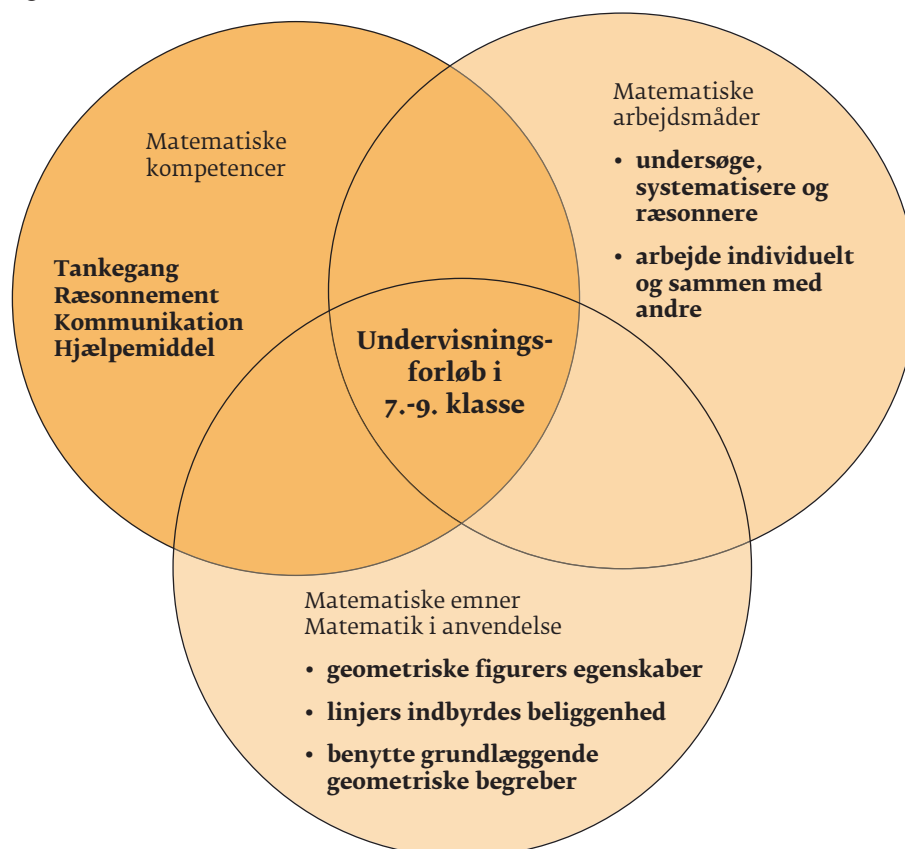 Matematiske
kompetencer
Tankegang
Ræsonnement
Kommunikation
Hjælpemiddel
Matematiske
arbejdsmåder
• undersøge,
systematisere og
ræsonnere
• arbejde individuelt
og sammen med
andre
Undervisnings-
forløb i
7.-9. klasse
Matematiske emner
Matematik i anvendelse
• geometriske figurers egenskaber
• linjers indbyrdes beliggenhed
• benytte grundlæggende
geometriske begreber